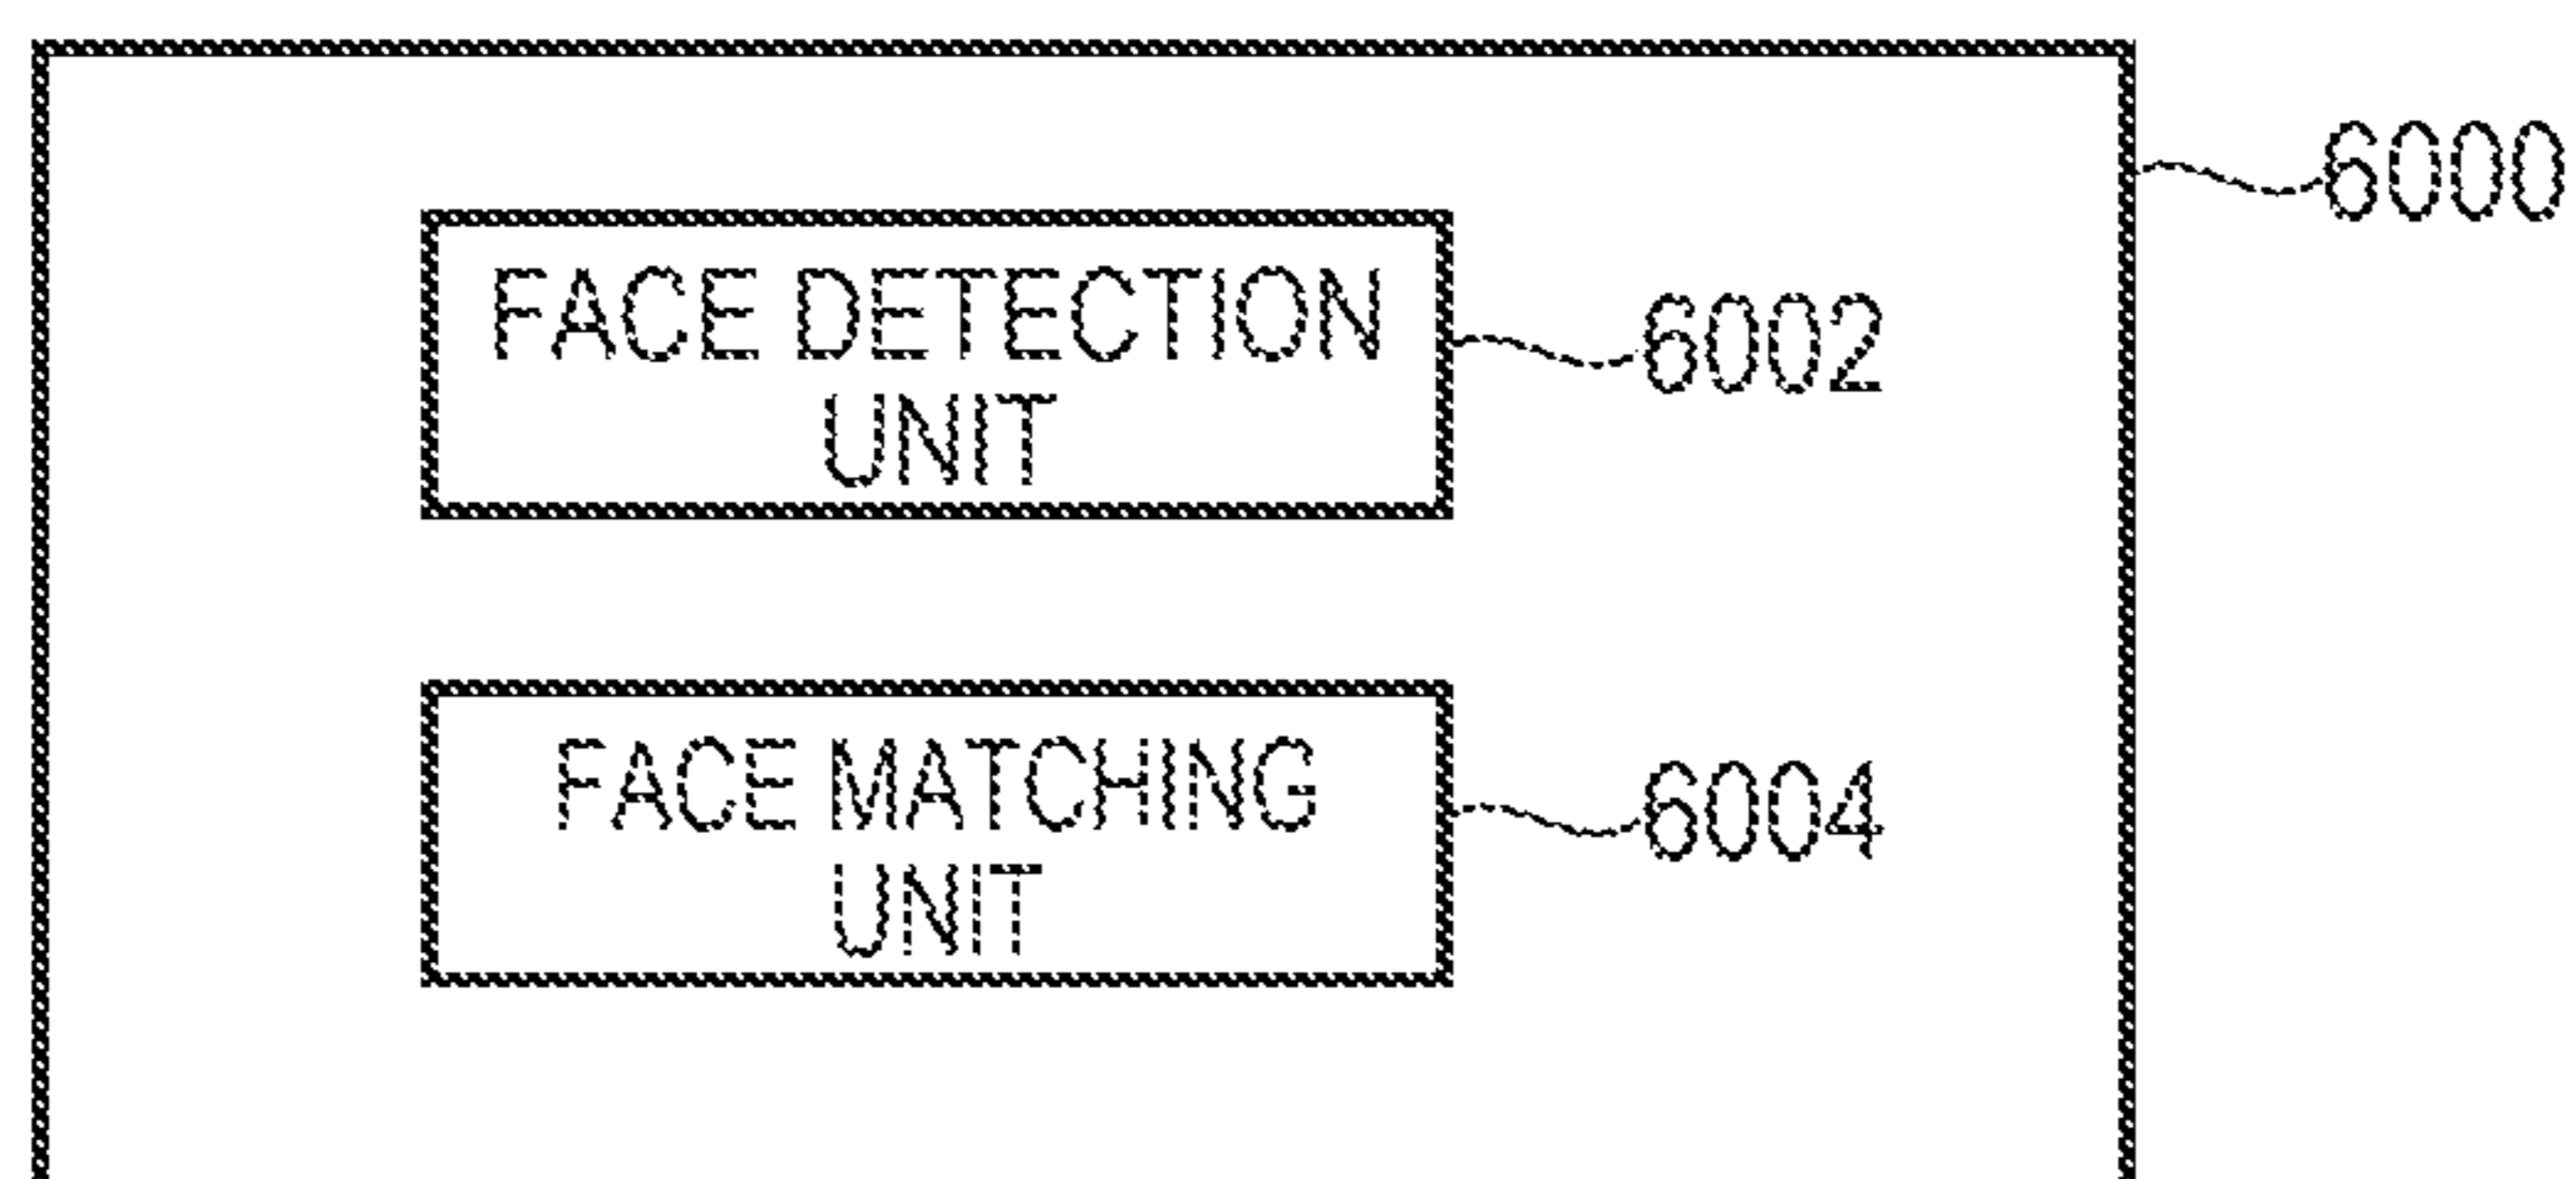 6000
FACE DETECTION
UNIT
6002
FACE MATCHING
UNIT
6004